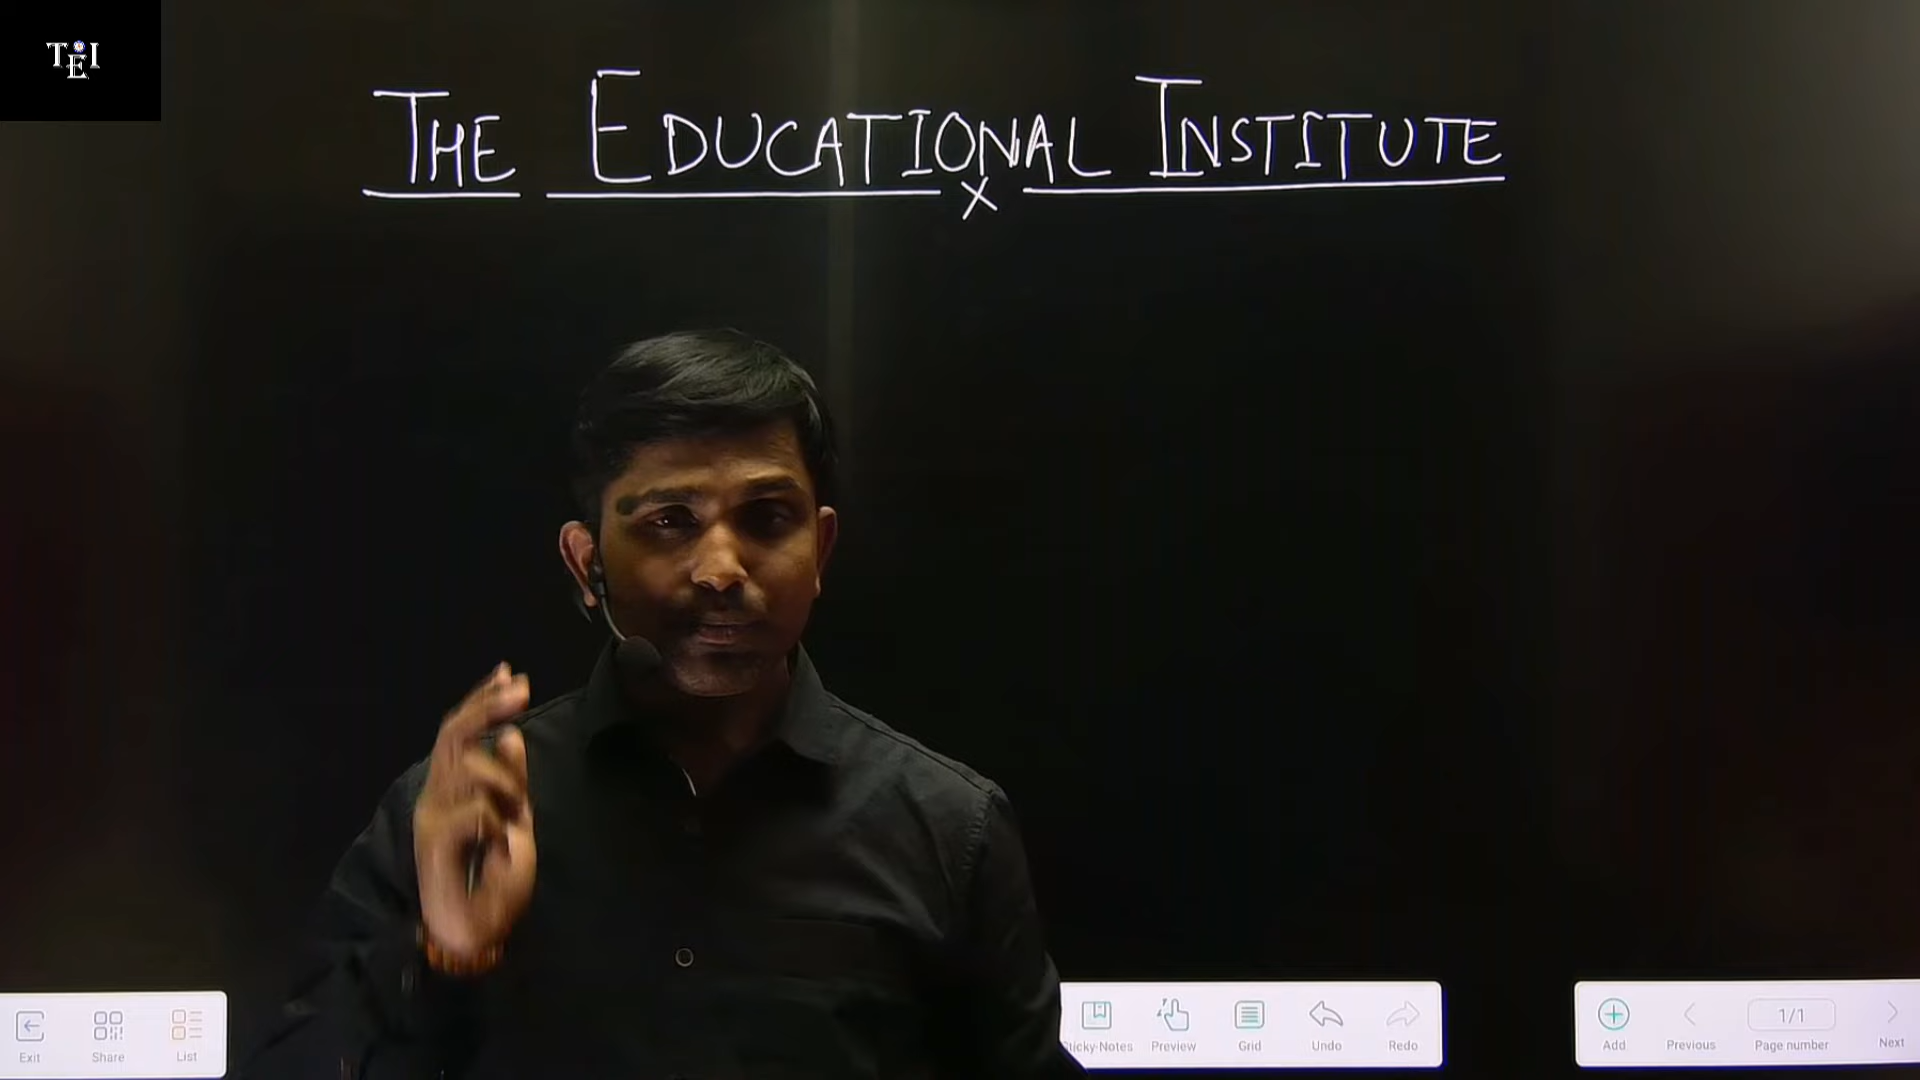 TEI
THE EDUCATIONAL INSTITUTE
x
Exit
Share
List
Sticky-Notes
Preview
Grid
Undo
Redo
Add
Previous
1/1
Page number
Next